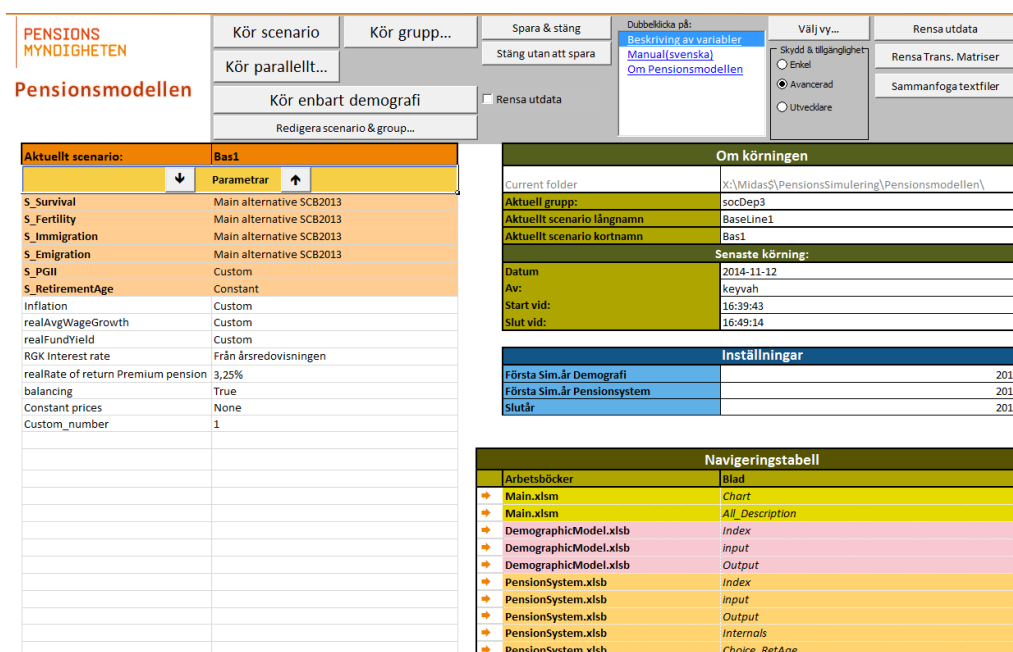 PENSIONS
MYNDIGHETEN
Pensionsmodellen
Kör scenario
Kör grupp...
Kör parallellt...
Kör enbart demografi
Redigera scenario & group...
Spara & stäng
Stäng utan att spara
Rensa utdata
Dubbelklicka på:
Beskriving av variabler
Manual(svenska)
Om Pensionsmodellen
Välj vy...
Skydd & tilgänglighet
Enkel
Avancerad
Utvecklare
Rensa utdata
Rensa Trans. Matriser
Sammanfoga textfiler
Aktuellt scenario: Bas1
Parametrar
S_Survival Main alternative SCB2013
S_Fertility Main alternative SCB2013
S_Immigration Main alternative SCB2013
S_Emigration Main alternative SCB2013
S_PGII Custom
S_RetirementAge Constant
Inflation Custom
realAvgWageGrowth Custom
realFundYield Custom
RGK Interest rate Från årsredovisningen
realRate of return Premium pension 3,25%
balancing True
Constant prices None
Custom_number 1
Om körningen
Current folder X:\Midas$\PensionsSimulering\Pensionsmodellen\
Aktuell grupp: socDep3
Aktuellt scenario långnamn BaseLine1
Aktuellt scenario kortnamn Bas1
Senaste körning:
Datum 2014-11-12
Av: keyvah
Start vid: 16:39:43
Slut vid: 16:49:14
Inställningar
Första Sim.år Demografi 201
Första Sim.år Pensionsystem 201
Slutår 201
Navigeringstabell
Arbetsböcker Blad
Main.xlsm Chart
Main.xlsm All_Description
DemographicModel.xlsb Index
DemographicModel.xlsb input
DemographicModel.xlsb Output
PensionSystem.xlsb Index
PensionSystem.xlsb input
PensionSystem.xlsb Output
PensionSystem.xlsb Internals
PensionSystem.xlsb Choice_RetAge